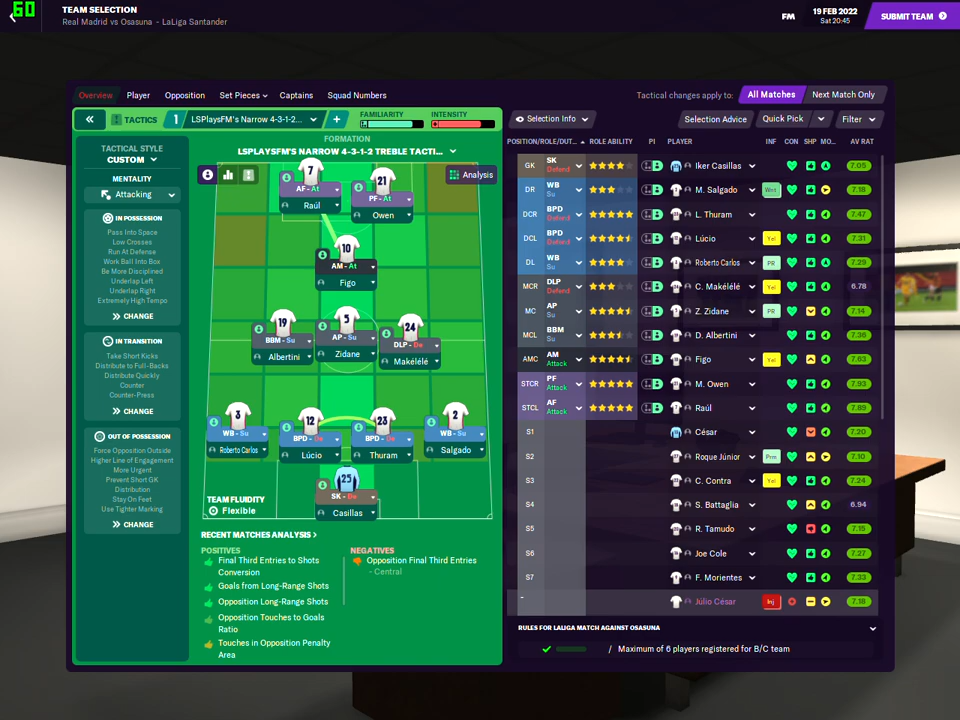 60
TEAM SELECTION
Real Madrid vs Osasuna - LaLiga Santander
FM
19 FEB 2022
Sat 20:45
SUBMIT TEAM
Overview Player Opposition Set Pieces Captains Squad Numbers
Tactical changes apply to: All Matches Next Match Only
TACTICS 1 LSPlaysFM's Narrow 4-3-1-2...
FAMILIARITY
INTENSITY
Selection Info Selection Advice Quick Pick Filter
TACTICAL STYLE
CUSTOM
MENTALITY
Attacking
IN POSSESSION
Pass Into Space
Low Crosses
Run At Defence
Work Ball Into Box
Be More Disciplined
Underlap Left
Underlap Right
Extremely High Tempo
CHANGE
IN TRANSITION
Take Short Kicks
Distribute to Full-Backs
Distribute Quickly
Counter
Counter-Press
CHANGE
OUT OF POSSESSION
Force Opposition Outside
Higher Line of Engagement
More Urgent
Prevent Short GK
Distribution
Stay On Feet
Use Tighter Marking
CHANGE
FORMATION
LSPLAYSFM'S NARROW 4-3-1-2 TREBLE TACTI...
Analysis
7
AF - At
Raúl
21
PF - At
Owen
10
AM - At
Figo
19
BBM - Su
Albertini
5
AP - Su
Zidane
24
DLP - De
Makélélé
3
WB - Su
Roberto Carlos
12
BPD - De
Lúcio
23
BPD - De
Thuram
2
WB - Su
Salgado
25
SK - De
Casillas
TEAM FLUIDITY
Flexible
RECENT MATCHES ANALYSIS
POSITIVES
Final Third Entries to Shots
Conversion
Goals from Long-Range Shots
Opposition Long-Range Shots
Opposition Touches to Goals
Ratio
Touches in Opposition Penalty
Area
NEGATIVES
Opposition Final Third Entries
- Central
POSITION/ROLE/DUT... ROLE ABILITY PI PLAYER INF CON SHP MO... AV RAT
GK SK Defend Iker Casillas 7.05
DR WB Su M. Salgado Wnt 7.18
DCR BPD Defend L. Thuram 7.47
DCL BPD Defend Lúcio Yel 7.31
DL WB Su Roberto Carlos PR 7.29
MCR DLP Defend C. Makélélé Yel 6.78
MC AP Su Z. Zidane PR 7.14
MCL BBM Su D. Albertini 7.36
AMC AM Attack Figo Yel 7.63
STCR PF Attack M. Owen 7.93
STCL AF Attack Raúl 7.89
S1 César 7.20
S2 Roque Júnior Prm 7.10
S3 C. Contra Yel 7.24
S4 S. Battaglia 6.94
S5 R. Tamudo 7.15
S6 Joe Cole 7.27
S7 F. Morientes 7.33
- Júlio César Inj 7.18
RULES FOR LALIGA MATCH AGAINST OSASUNA
/ Maximum of 6 players registered for B/C team